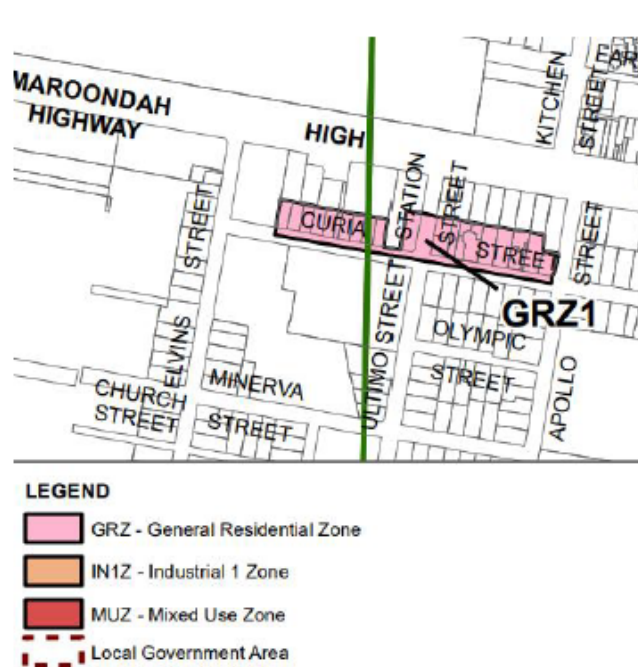 MAROONDAH
HIGHWAY
HIGH
KITCHEN
STREET
STATION
STREET
CURIA
STREET
STREET
STREET
GRZ1
ELVINS
ULTIMO STREET
OLYMPIC
STREET
APOLLO
MINERVA
STREET
CHURCH
STREET
LEGEND
GRZ - General Residential Zone
IN1Z - Industrial 1 Zone
MUZ - Mixed Use Zone
Local Government Area